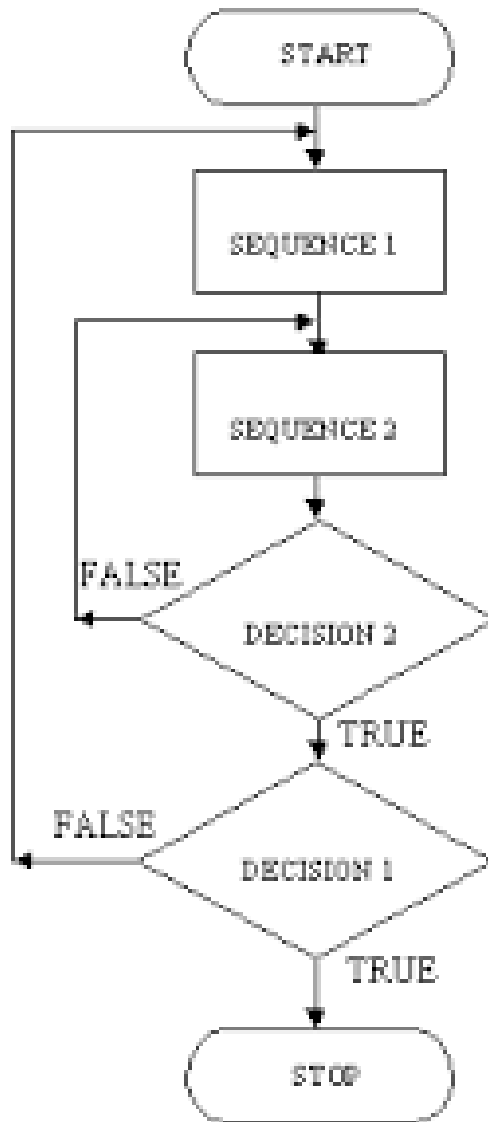 START
SEQUENCE 1
SEQUENCE 2
FALSE
DECISION 2
TRUE
FALSE
DECISION 1
TRUE
STOP